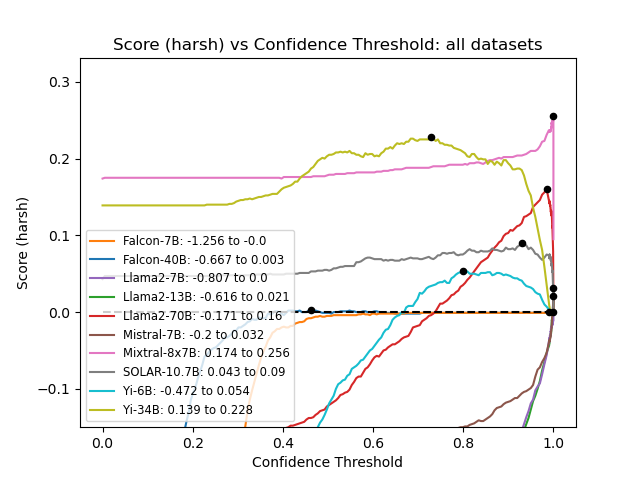 Score (harsh) vs Confidence Threshold: all datasets
Score (harsh)
0.3
0.2
0.1
0.0
−0.1
Falcon-7B: -1.256 to -0.0
Falcon-40B: -0.667 to 0.003
Llama2-7B: -0.807 to 0.0
Llama2-13B: -0.616 to 0.021
Llama2-70B: -0.171 to 0.16
Mistral-7B: -0.2 to 0.032
Mixtral-8x7B: 0.174 to 0.256
SOLAR-10.7B: 0.043 to 0.09
Yi-6B: -0.472 to 0.054
Yi-34B: 0.139 to 0.228
0.0 0.2 0.4 0.6 0.8 1.0
Confidence Threshold